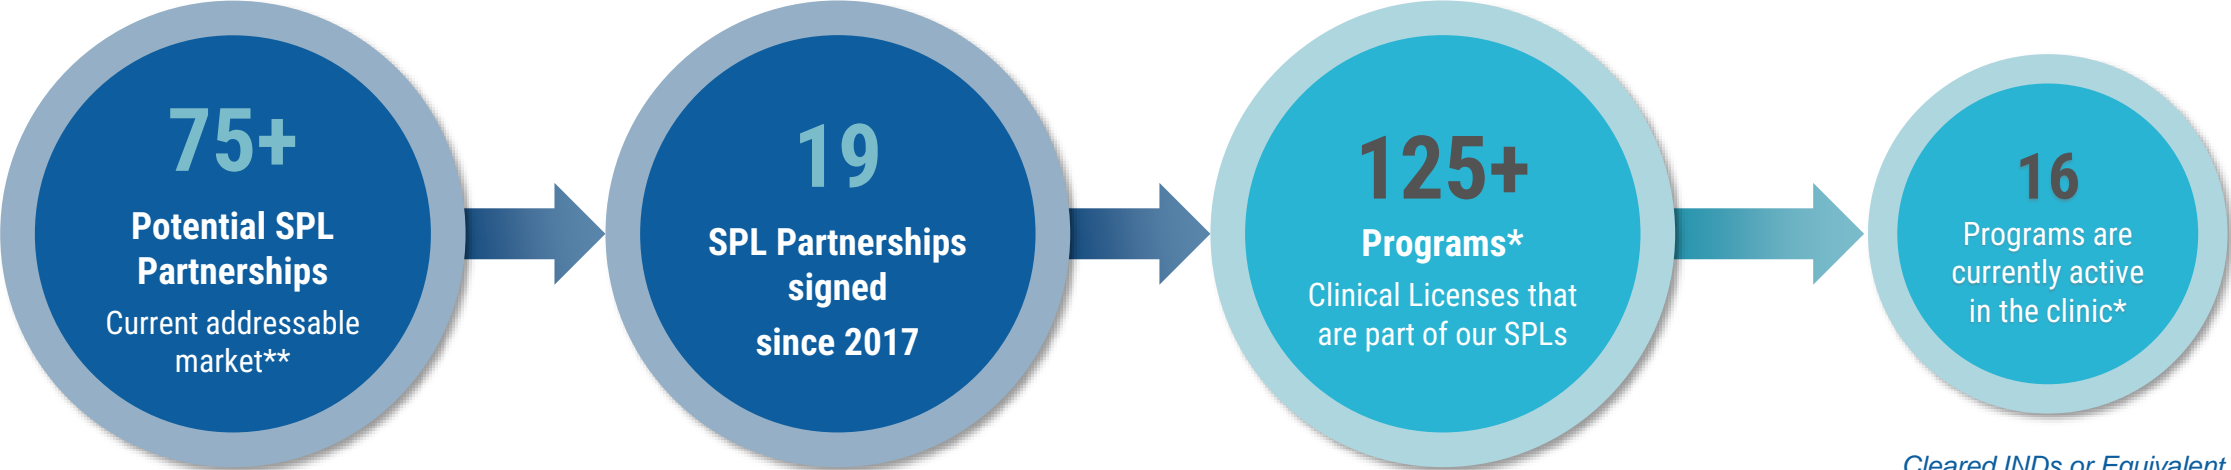 75+
Potential SPL
Partnerships
Current addressable
market**
19
SPL Partnerships
signed
since 2017
125+
Programs*
Clinical Licenses that
are part of our SPLs
16
Programs are
currently active
in the clinic*
Cleared INDs or Equivalent